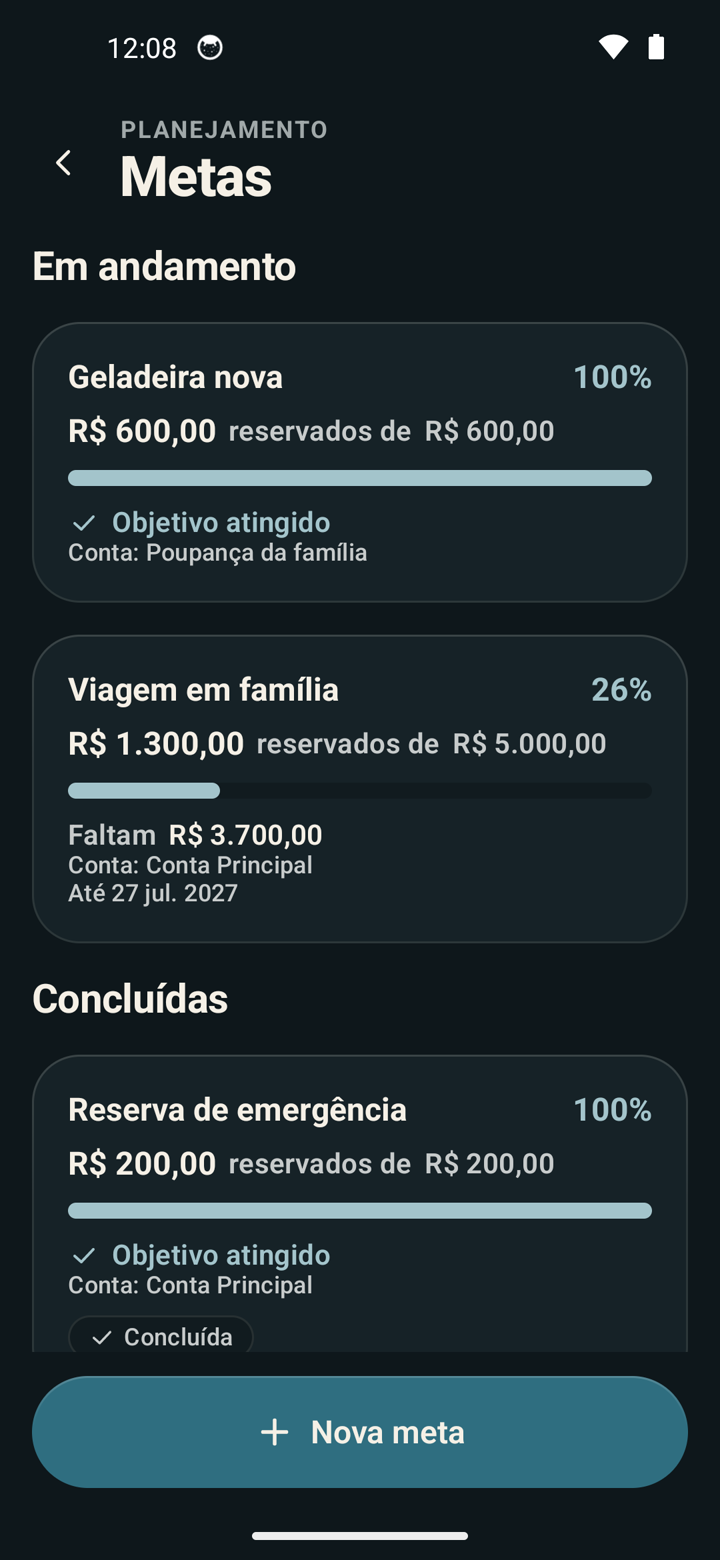 12:08
PLANEJAMENTO
Metas
Em andamento
Geladeira nova 100%
R$ 600,00 reservados de R$ 600,00
Objetivo atingido
Conta: Poupança da família
Viagem em família 26%
R$ 1.300,00 reservados de R$ 5.000,00
Faltam R$ 3.700,00
Conta: Conta Principal
Até 27 jul. 2027
Concluídas
Reserva de emergência 100%
R$ 200,00 reservados de R$ 200,00
Objetivo atingido
Conta: Conta Principal
Concluída
Nova meta